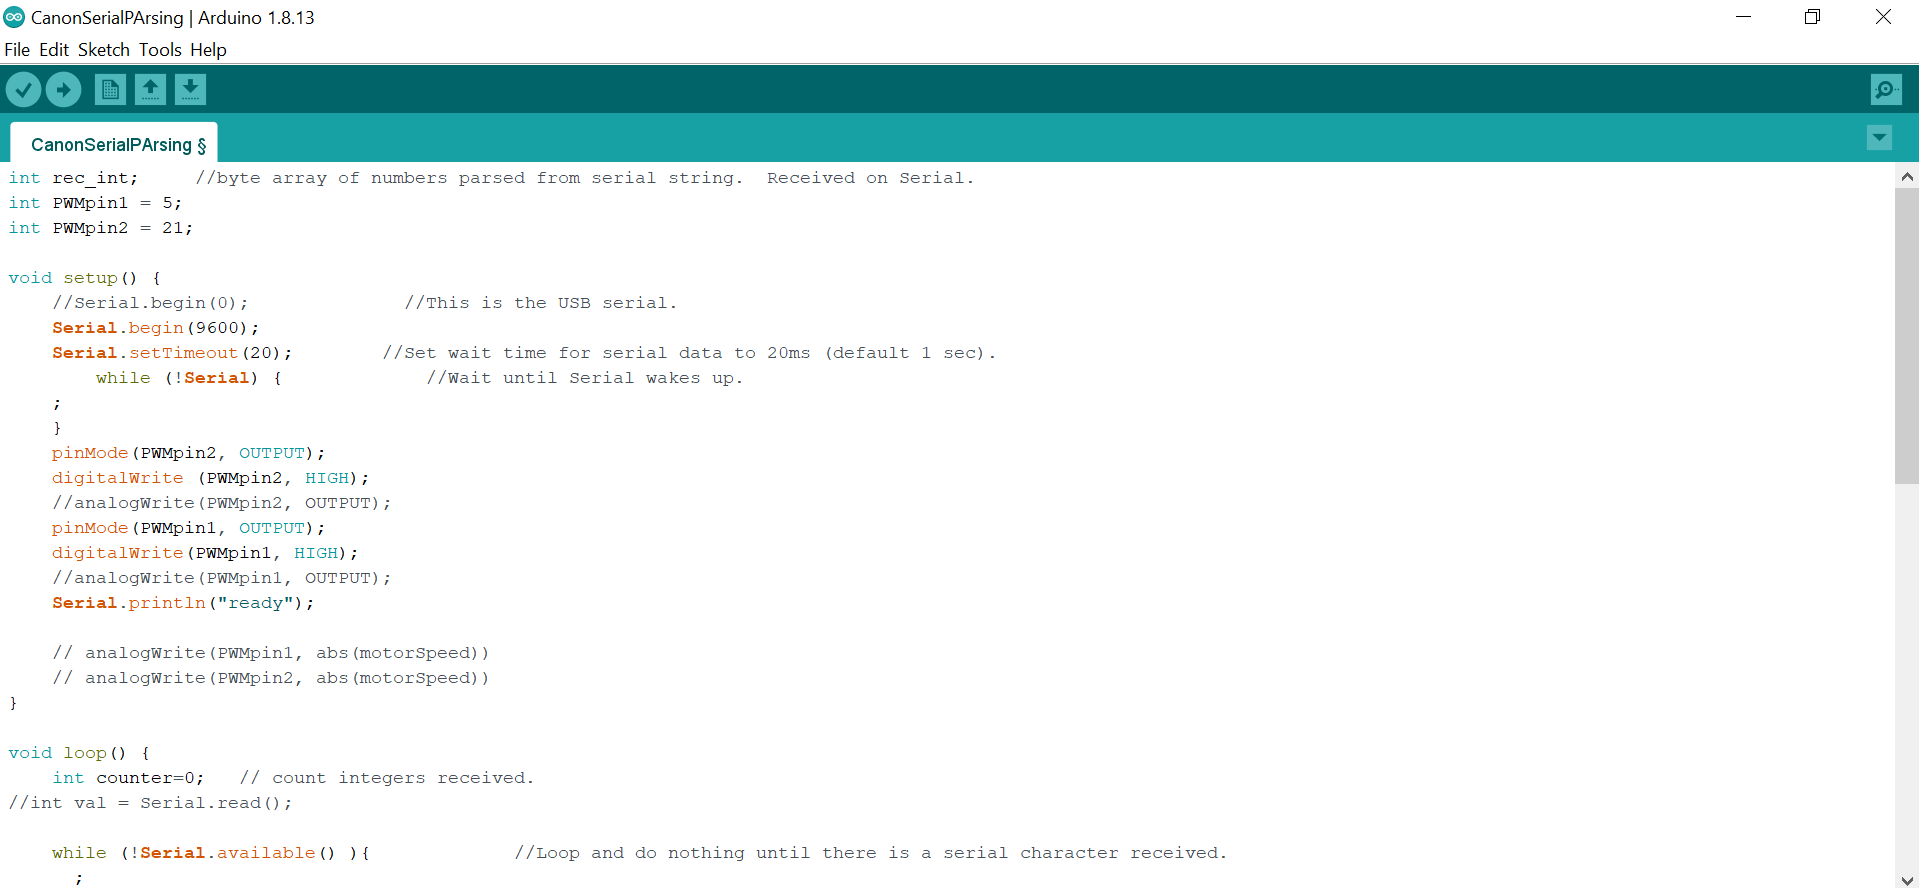 CanonSerialPArsing | Arduino 1.8.13
File Edit Sketch Tools Help
CanonSerialPArsing §
int rec_int;     //byte array of numbers parsed from serial string.  Received on Serial.
int PWMpin1 = 5;
int PWMpin2 = 21;
void setup() {
    //Serial.begin(0);              //This is the USB serial.
    Serial.begin(9600);
    Serial.setTimeout(20);        //Set wait time for serial data to 20ms (default 1 sec).
        while (!Serial) {             //Wait until Serial wakes up.
    ;
    }
    pinMode(PWMpin2, OUTPUT);
    digitalWrite (PWMpin2, HIGH);
    //analogWrite(PWMpin2, OUTPUT);
    pinMode(PWMpin1, OUTPUT);
    digitalWrite(PWMpin1, HIGH);
    //analogWrite(PWMpin1, OUTPUT);
    Serial.println("ready");
    // analogWrite(PWMpin1, abs(motorSpeed))
    // analogWrite(PWMpin2, abs(motorSpeed))
}
void loop() {
    int counter=0;   // count integers received.
//int val = Serial.read();
    while (!Serial.available() ){             //Loop and do nothing until there is a serial character received.
      ;